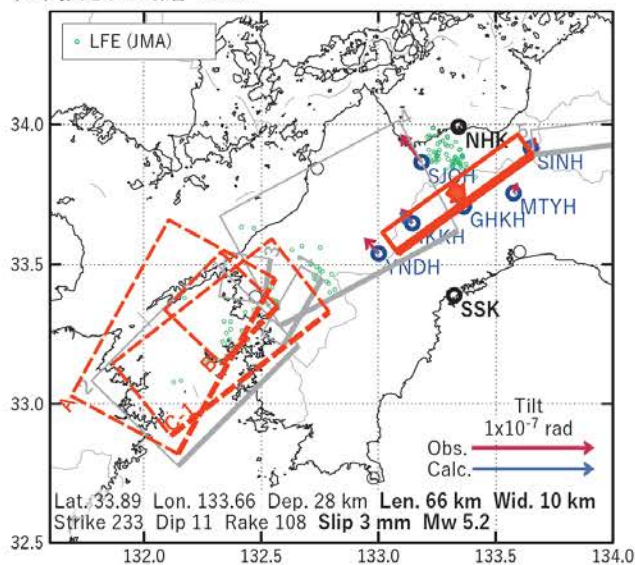 LFE (JMA)
34.0
NHK
SINH
SJOH
MTYH
GHKH
KKH
YNDH
33.5
SSK
B
33.0
A
C-1
Tilt
1x10⁻⁷ rad
Obs.
Calc.
Lat. 33.89 Lon. 133.66 Dep. 28 km Len. 66 km Wid. 10 km
Strike 233 Dip 11 Rake 108 Slip 3 mm Mw 5.2
32.5
132.0 132.5 133.0 133.5 134.0